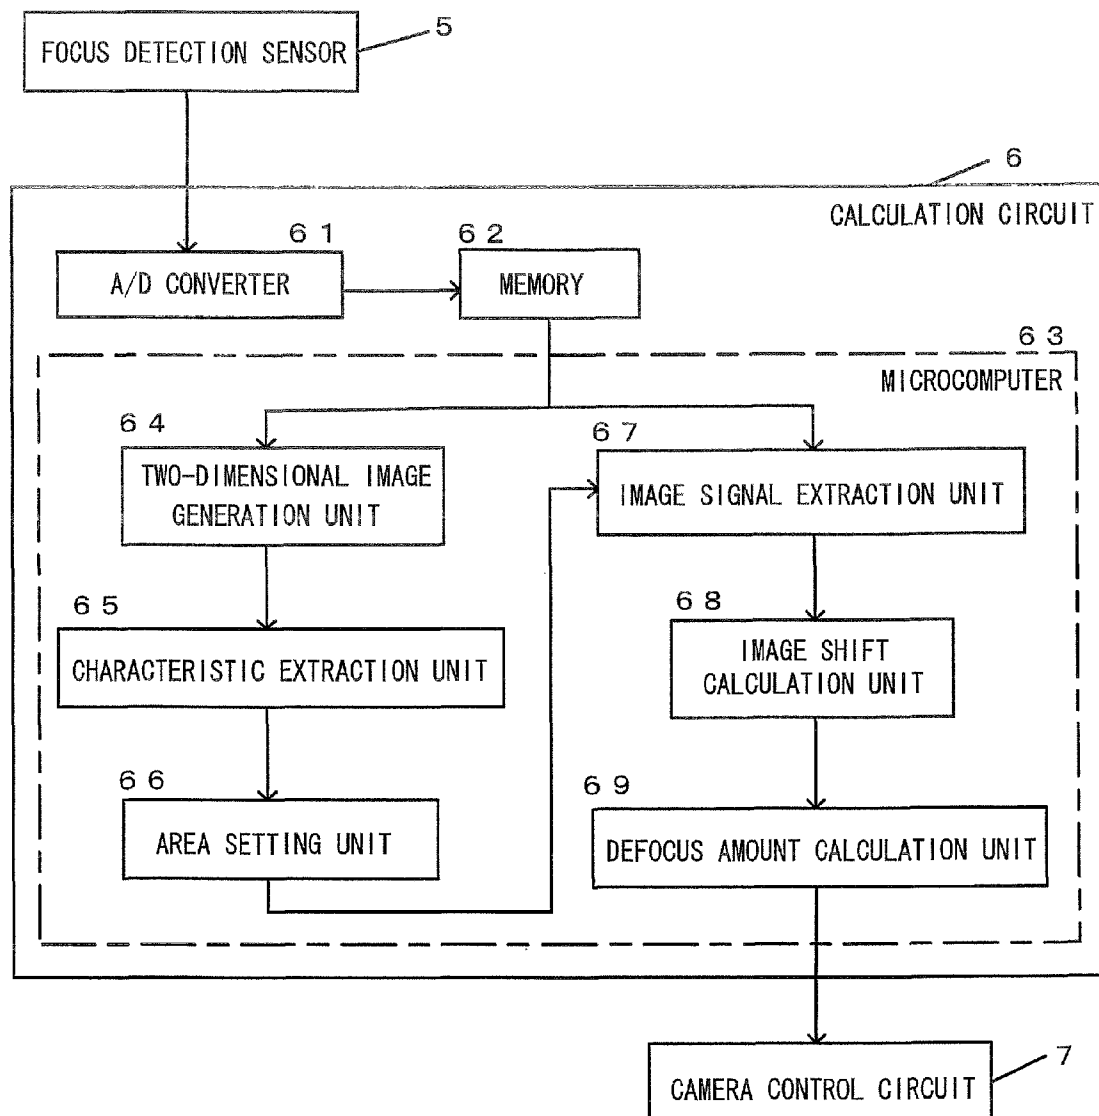 5
FOCUS DETECTION SENSOR
6
CALCULATION CIRCUIT
61
62
A/D CONVERTER
MEMORY
63
MICROCOMPUTER
64
67
TWO-DIMENSIONAL IMAGE
GENERATION UNIT
IMAGE SIGNAL EXTRACTION UNIT
65
68
CHARACTERISTIC EXTRACTION UNIT
IMAGE SHIFT
CALCULATION UNIT
66
69
AREA SETTING UNIT
DEFOCUS AMOUNT CALCULATION UNIT
7
CAMERA CONTROL CIRCUIT